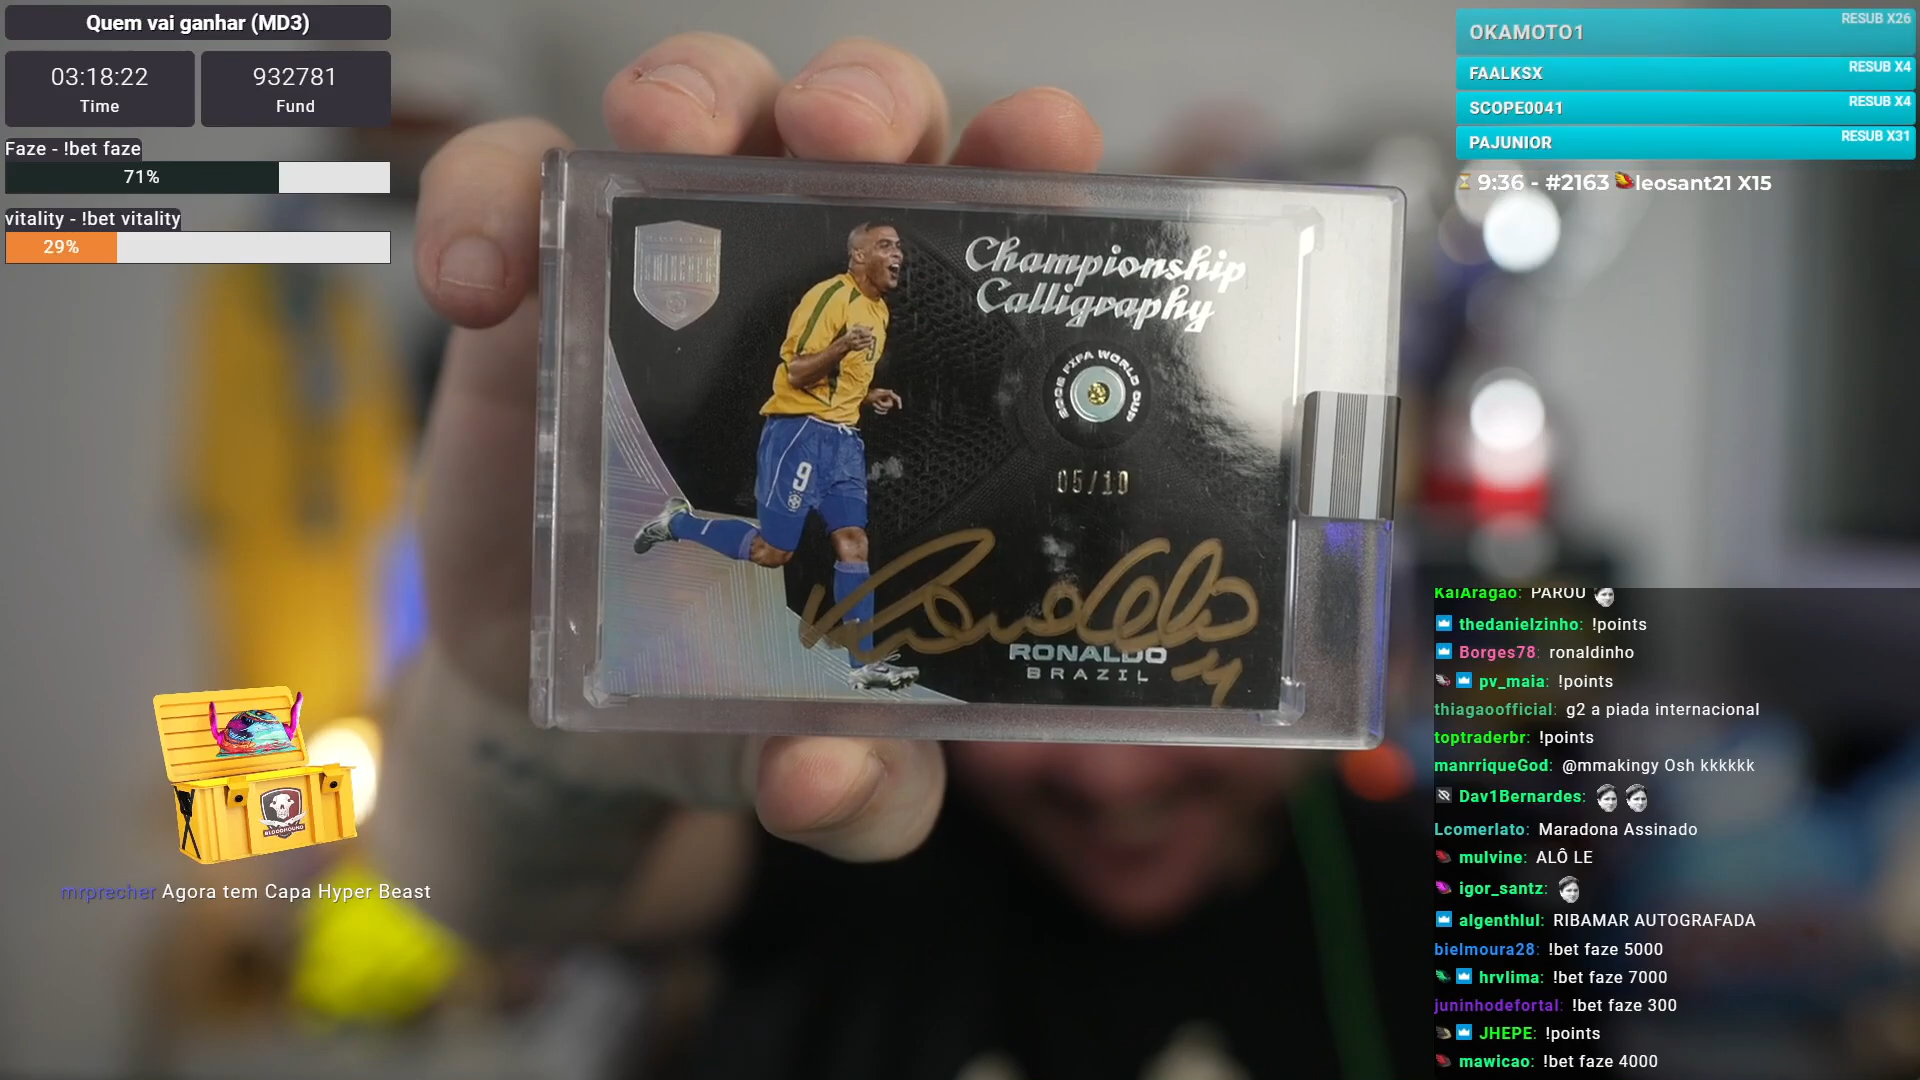 Quem vai ganhar (MD3)
03:18:22
Time
932781
Fund
Faze - !bet faze
71%
vitality - !bet vitality
29%
OKAMOTO1 RESUB X26
FAALKSX RESUB X4
SCOPE0041 RESUB X4
PAJUNIOR RESUB X31
9:36 - #2163 leosant21 X15
Championship
Calligraphy
FIFA WORLD CUP
05/10
9
Ronaldo
RONALDO
BRAZIL
BLOODHOUND
mrprecher Agora tem Capa Hyper Beast
KaiAragao: PAROU
thedanielzinho: !points
Borges78: ronaldinho
pv_maia: !points
thiagaoofficial: g2 a piada internacional
toptraderbr: !points
manrriqueGod: @mmakingy Osh kkkkkk
Dav1Bernardes:
Lcomerlato: Maradona Assinado
mulvine: ALÔ LE
igor_santz:
algenthlul: RIBAMAR AUTOGRAFADA
bielmoura28: !bet faze 5000
hrvlima: !bet faze 7000
juninhodefortal: !bet faze 300
JHEPE: !points
mawicao: !bet faze 4000